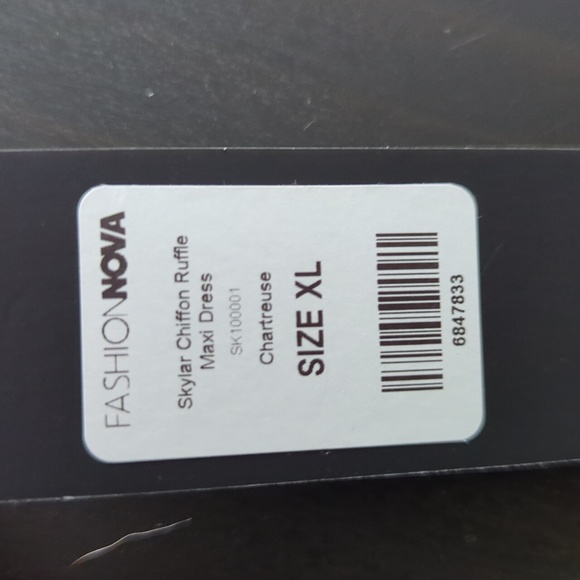 FASHIONNOVA
Skylar Chiffon Ruffle
Maxi Dress
SK100001
Chartreuse
SIZE XL
6847833